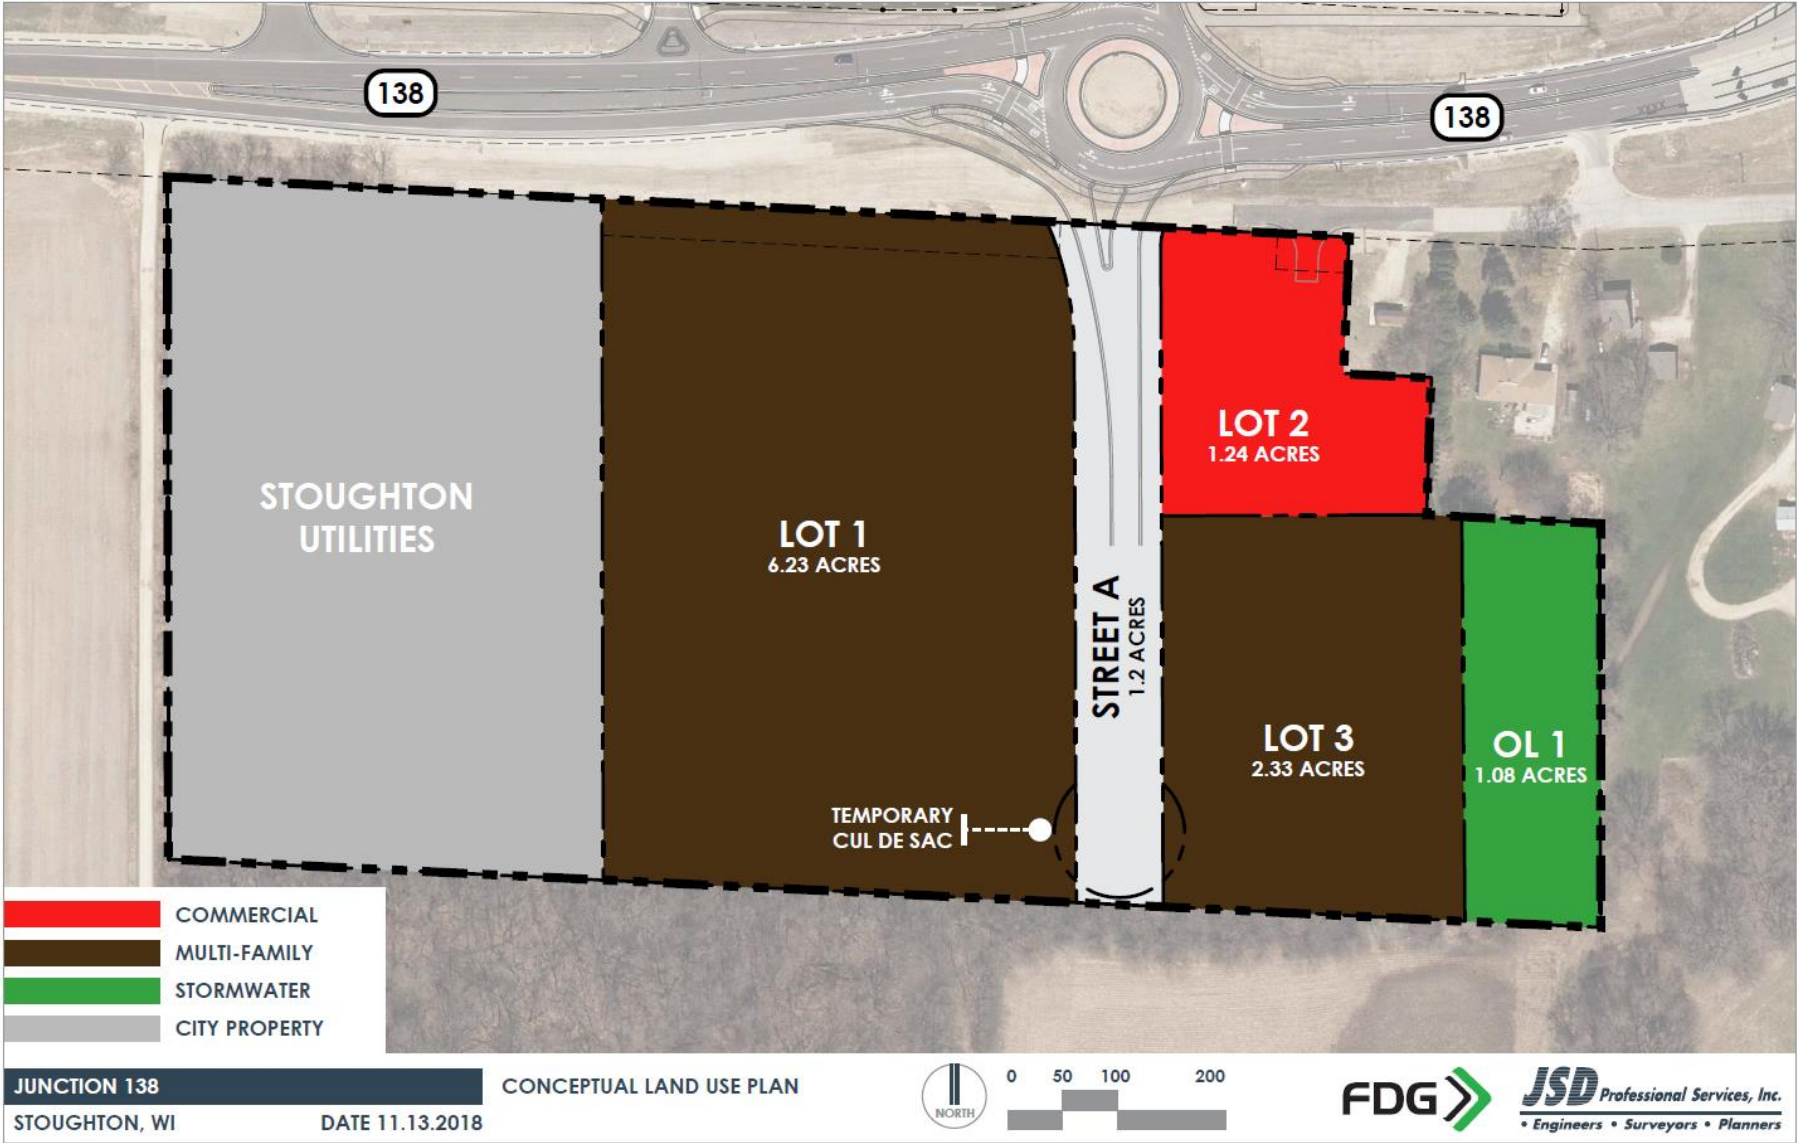 138
138
STOUGHTON
UTILITIES
LOT 1
6.23 ACRES
LOT 2
1.24 ACRES
STREET A
1.2 ACRES
LOT 3
2.33 ACRES
OL 1
1.08 ACRES
TEMPORARY
CUL DE SAC
COMMERCIAL
MULTI-FAMILY
STORMWATER
CITY PROPERTY
JUNCTION 138
STOUGHTON, WI DATE 11.13.2018
CONCEPTUAL LAND USE PLAN
NORTH
0 50 100 200
FDG
JSD Professional Services, Inc.
• Engineers • Surveyors • Planners